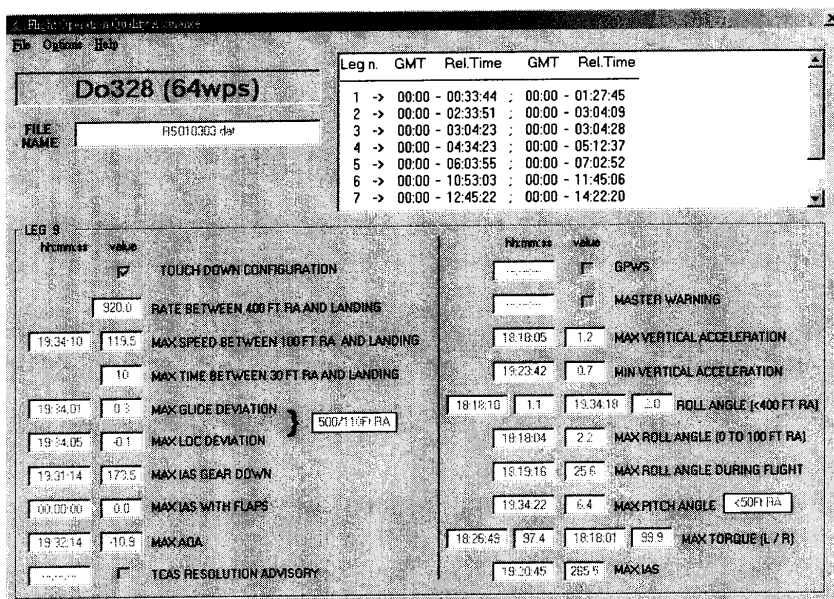 Flight Operation Quality Assurance
File Options Help
Do328 (64wps)
FILE NAME
RS010303.dat
Leg n. GMT Rel.Time GMT Rel.Time
1 -> 00:00 - 00:33:44 ; 00:00 - 01:27:45
2 -> 00:00 - 02:33:51 ; 00:00 - 03:04:09
3 -> 00:00 - 03:04:23 ; 00:00 - 03:04:28
4 -> 00:00 - 04:34:23 ; 00:00 - 05:12:37
5 -> 00:00 - 06:03:55 ; 00:00 - 07:02:52
6 -> 00:00 - 10:53:03 ; 00:00 - 11:45:06
7 -> 00:00 - 12:45:22 ; 00:00 - 14:22:20
LEG 9
hh:mm:ss value
TOUCH DOWN CONFIGURATION
920.0 RATE BETWEEN 400 FT RA AND LANDING
19:34:10 119.5 MAX SPEED BETWEEN 100 FT RA AND LANDING
10 MAX TIME BETWEEN 30 FT RA AND LANDING
19:34:01 MAX GLIDE DEVIATION
19:34:05 -0.1 MAX LOC DEVIATION
} 500/110Ft RA
19:31:14 173.5 MAX IAS GEAR DOWN
00:00:00 0.0 MAX IAS WITH FLAPS
19:32:14 -10.9 MAX AOA
--:--:-- TCAS RESOLUTION ADVISORY
hh:mm:ss value
--:--:-- GPWS
--:--:-- MASTER WARNING
18:18:05 1.2 MAX VERTICAL ACCELERATION
19:23:42 0.7 MIN VERTICAL ACCELERATION
18:18:10 1.1 19:34:18 ROLL ANGLE (<400 FT RA)
18:18:04 2.2 MAX ROLL ANGLE (0 TO 100 FT RA)
18:19:16 25.6 MAX ROLL ANGLE DURING FLIGHT
19:34:22 6.4 MAX PITCH ANGLE <50Ft RA
18:26:49 97.4 18:18:01 99.9 MAX TORQUE (L / R)
19:30:45 265.6 MAX IAS